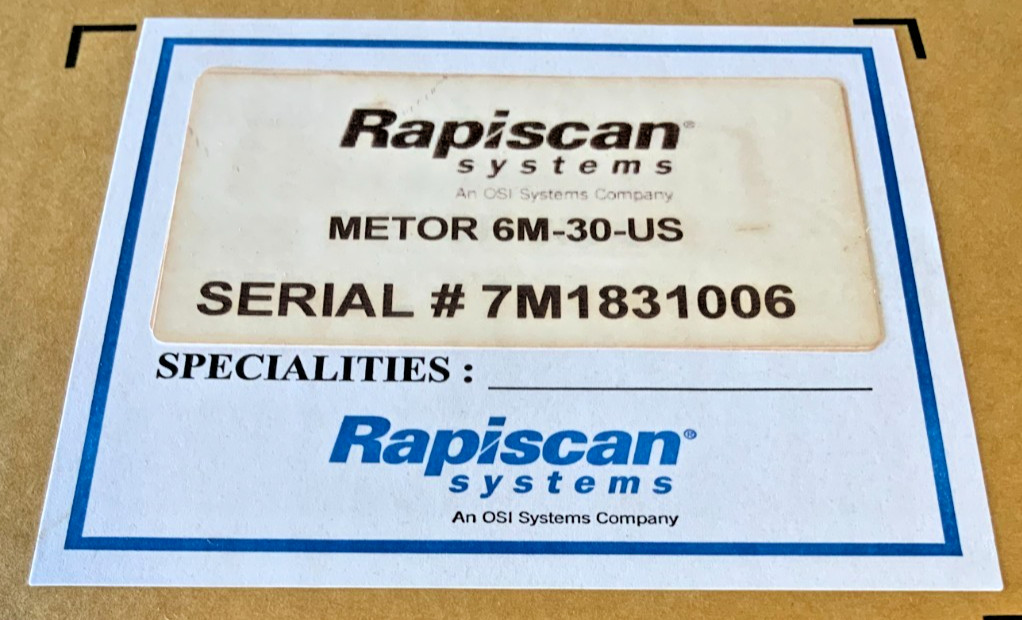 Rapiscan®
systems
An OSI Systems Company
METOR 6M-30-US
SERIAL # 7M1831006
SPECIALITIES : ____________________
Rapiscan®
systems
An OSI Systems Company